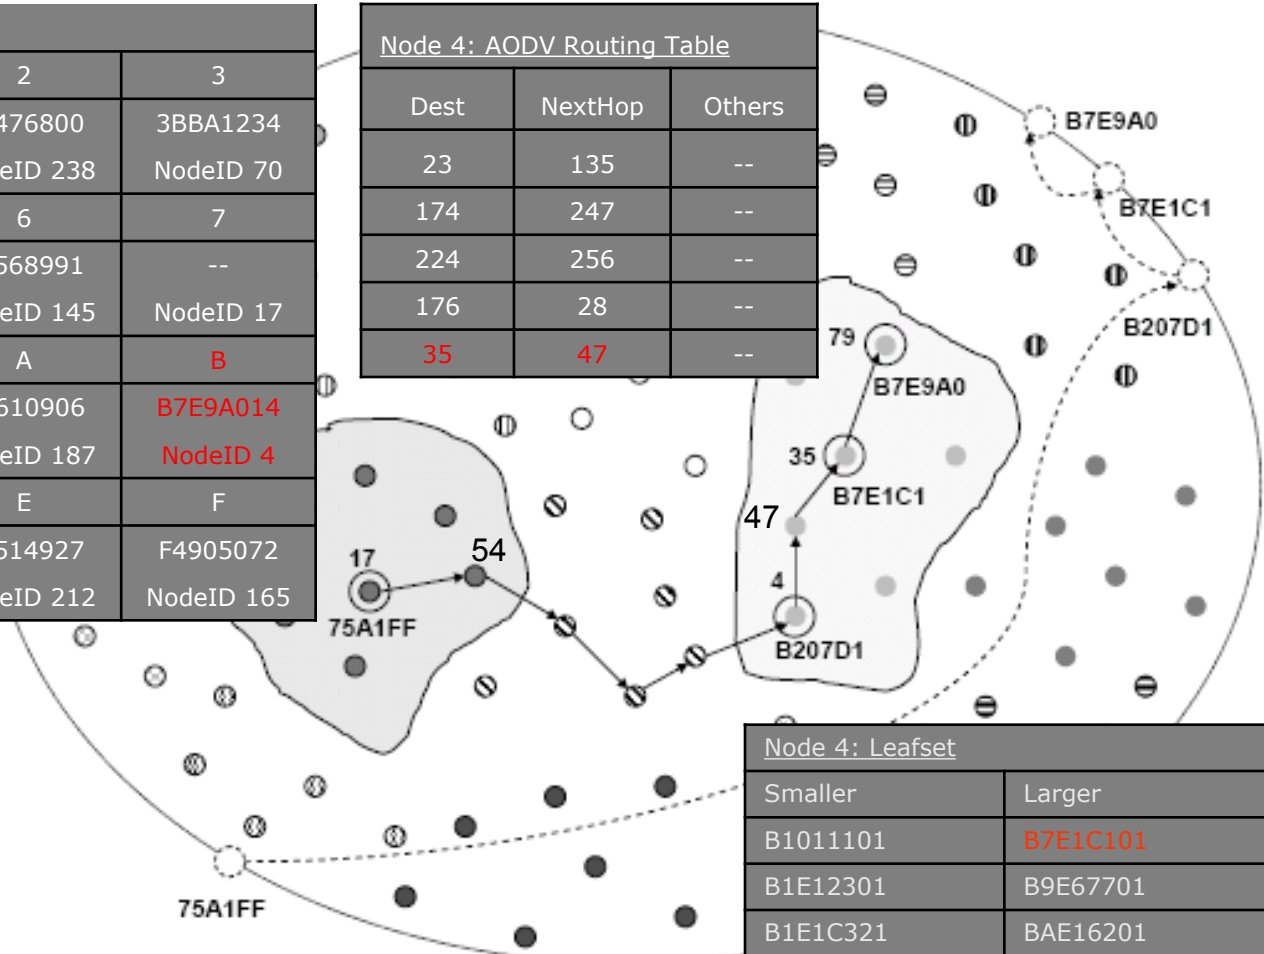 2 3
476800 3BBA1234
eID 238 NodeID 70
6 7
568991 --
eID 145 NodeID 17
A B
610906 B7E9A014
eID 187 NodeID 4
E F
514927 F4905072
eID 212 NodeID 165
Node 4: AODV Routing Table
Dest NextHop Others
23 135 --
174 247 --
224 256 --
176 28 --
35 47 --
B7E9A0
B7E1C1
B207D1
79
B7E9A0
35
B7E1C1
47
4
B207D1
54
17
75A1FF
75A1FF
Node 4: Leafset
Smaller Larger
B1011101 B7E1C101
B1E12301 B9E67701
B1E1C321 BAE16201